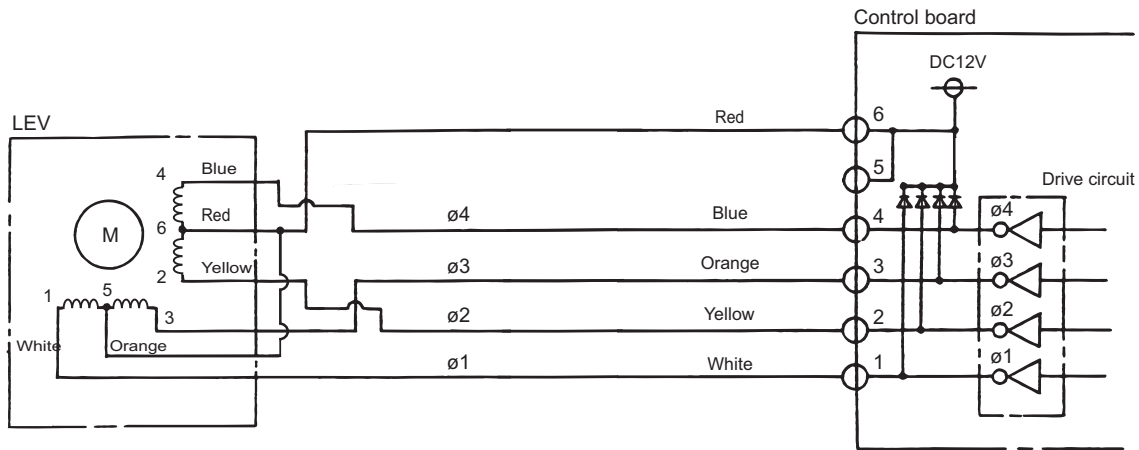 Control board
DC12V
LEV
Red 6
4 Blue
5
Drive circuit
6 Red
ø4 Blue 4 ø4
M
2 Yellow
ø3 Orange 3 ø3
1 5 3
White Orange
ø2 Yellow 2 ø2
ø1 White 1 ø1